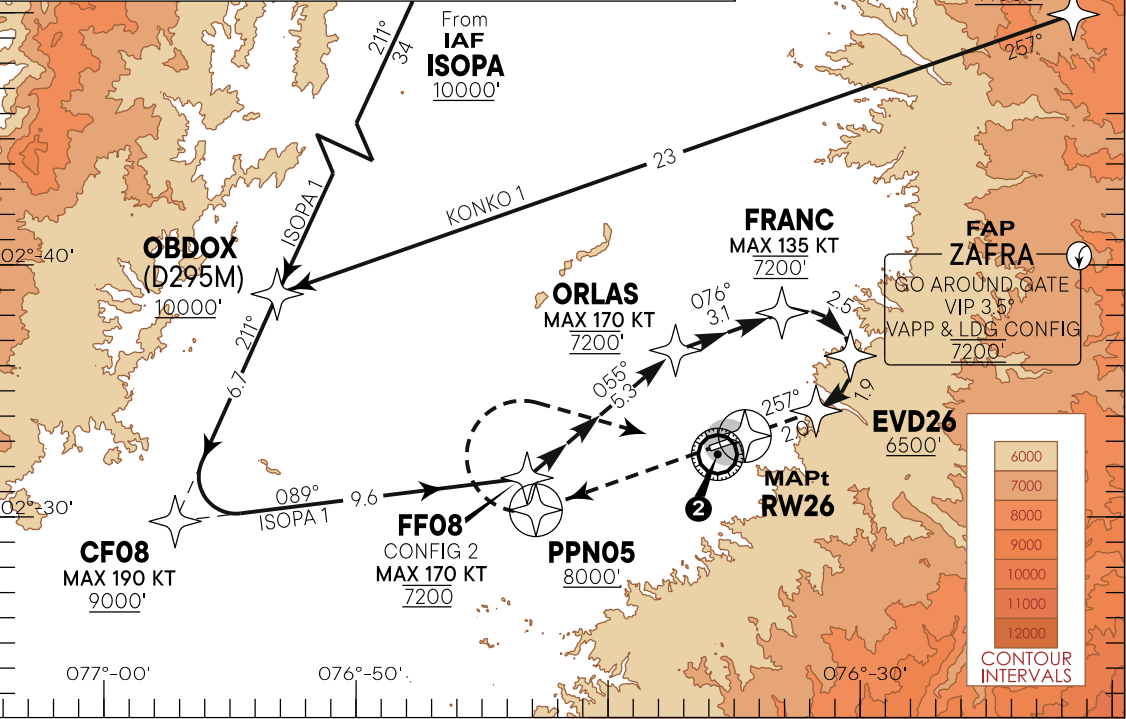 From
IAF
ISOPA
10000'
211°
34
257°
23
KONKO 1
ISOPA 1
OBDOX
(D295M)
10000'
211°
6.7
02°-40'
FRANC
MAX 135 KT
7200'
FAP
ZAFRA
GO AROUND GATE
VIP 3.5°
VAPP & LDG CONFIG
7200'
ORLAS
MAX 170 KT
7200'
076°
3.1
2.5
1.9
055°
5.3
257°
2.0
EVD26
6500'
MAPt
RW26
2
02°-30'
089°
9.6
ISOPA 1
CF08
MAX 190 KT
9000'
FF08
CONFIG 2
MAX 170 KT
7200
PPN05
8000'
077°-00'
076°-50'
076°-30'
6000
7000
8000
9000
10000
11000
12000
CONTOUR
INTERVALS